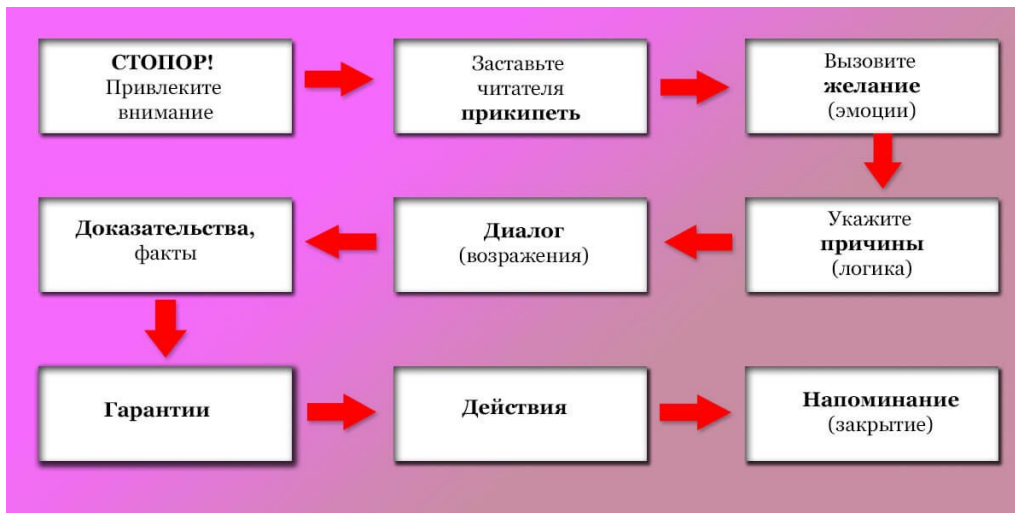 СТОПОР!
Привлеките
внимание
Заставьте
читателя
прикипеть
Вызовите
желание
(эмоции)
Укажите
причины
(логика)
Диалог
(возражения)
Доказательства,
факты
Гарантии
Действия
Напоминание
(закрытие)